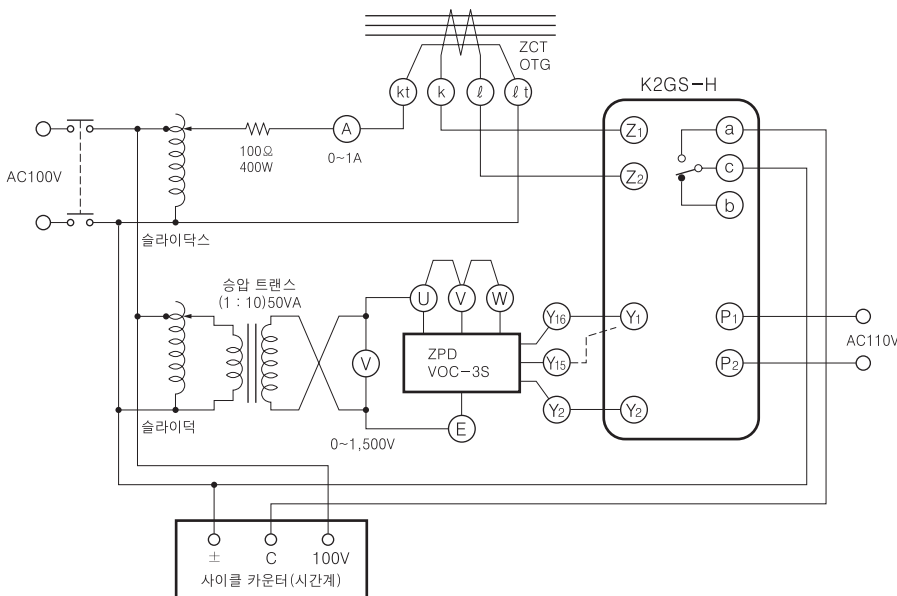 ZCT
OTG
kt
k
ℓ
ℓt
K2GS-H
AC100V
100Ω
400W
A
0~1A
Z1
Z2
a
c
b
슬라이닥스
승압 트랜스
(1 : 10)50VA
U
V
W
V
ZPD
VOC-3S
Y16
Y15
Y2
Y1
Y2
P1
P2
AC110V
E
슬라이덕
0~1,500V
±
C
100V
사이클 카운터(시간계)